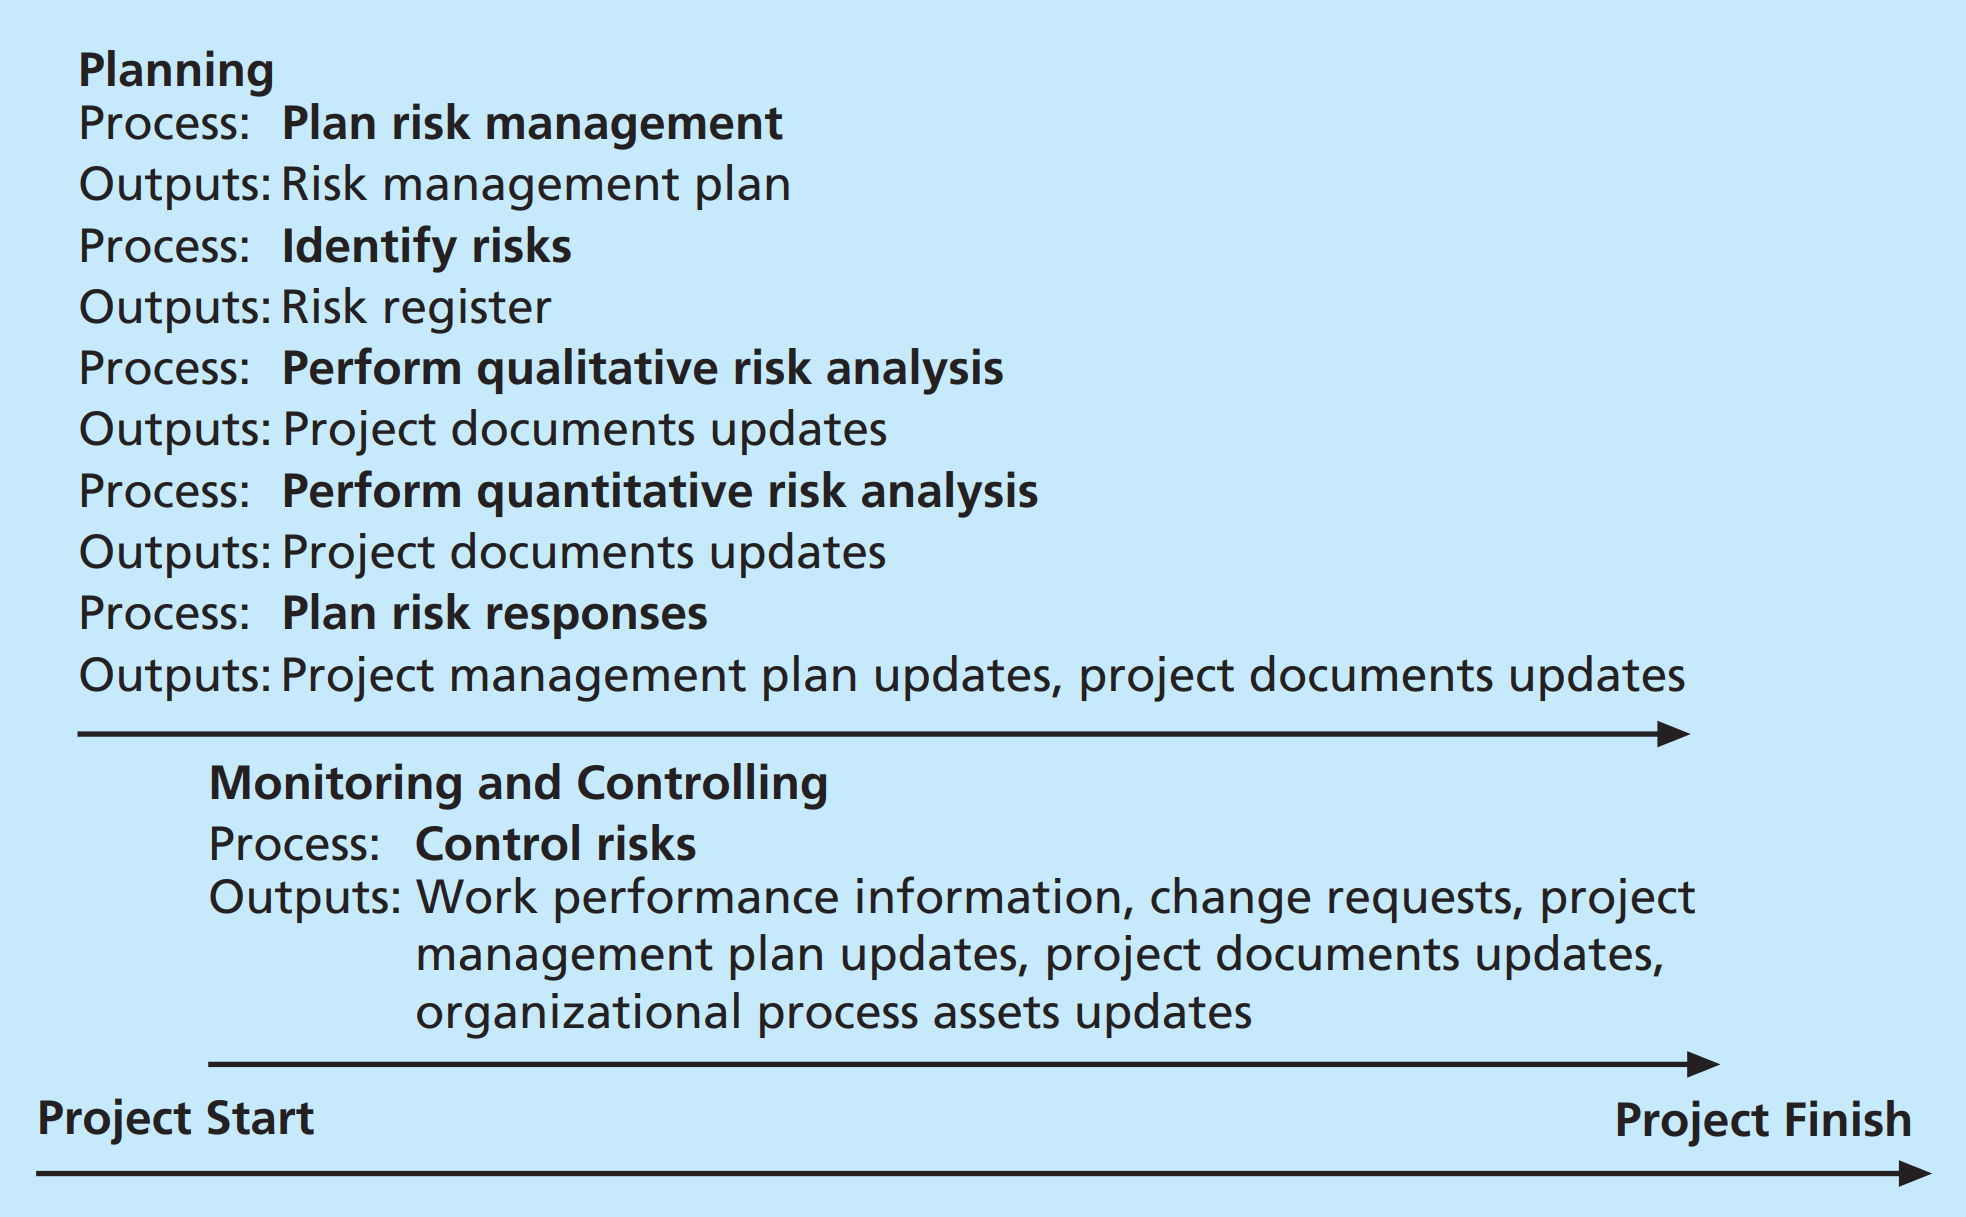 Planning
Process: Plan risk management
Outputs: Risk management plan
Process: Identify risks
Outputs: Risk register
Process: Perform qualitative risk analysis
Outputs: Project documents updates
Process: Perform quantitative risk analysis
Outputs: Project documents updates
Process: Plan risk responses
Outputs: Project management plan updates, project documents updates
Monitoring and Controlling
Process: Control risks
Outputs: Work performance information, change requests, project
management plan updates, project documents updates,
organizational process assets updates
Project Start
Project Finish